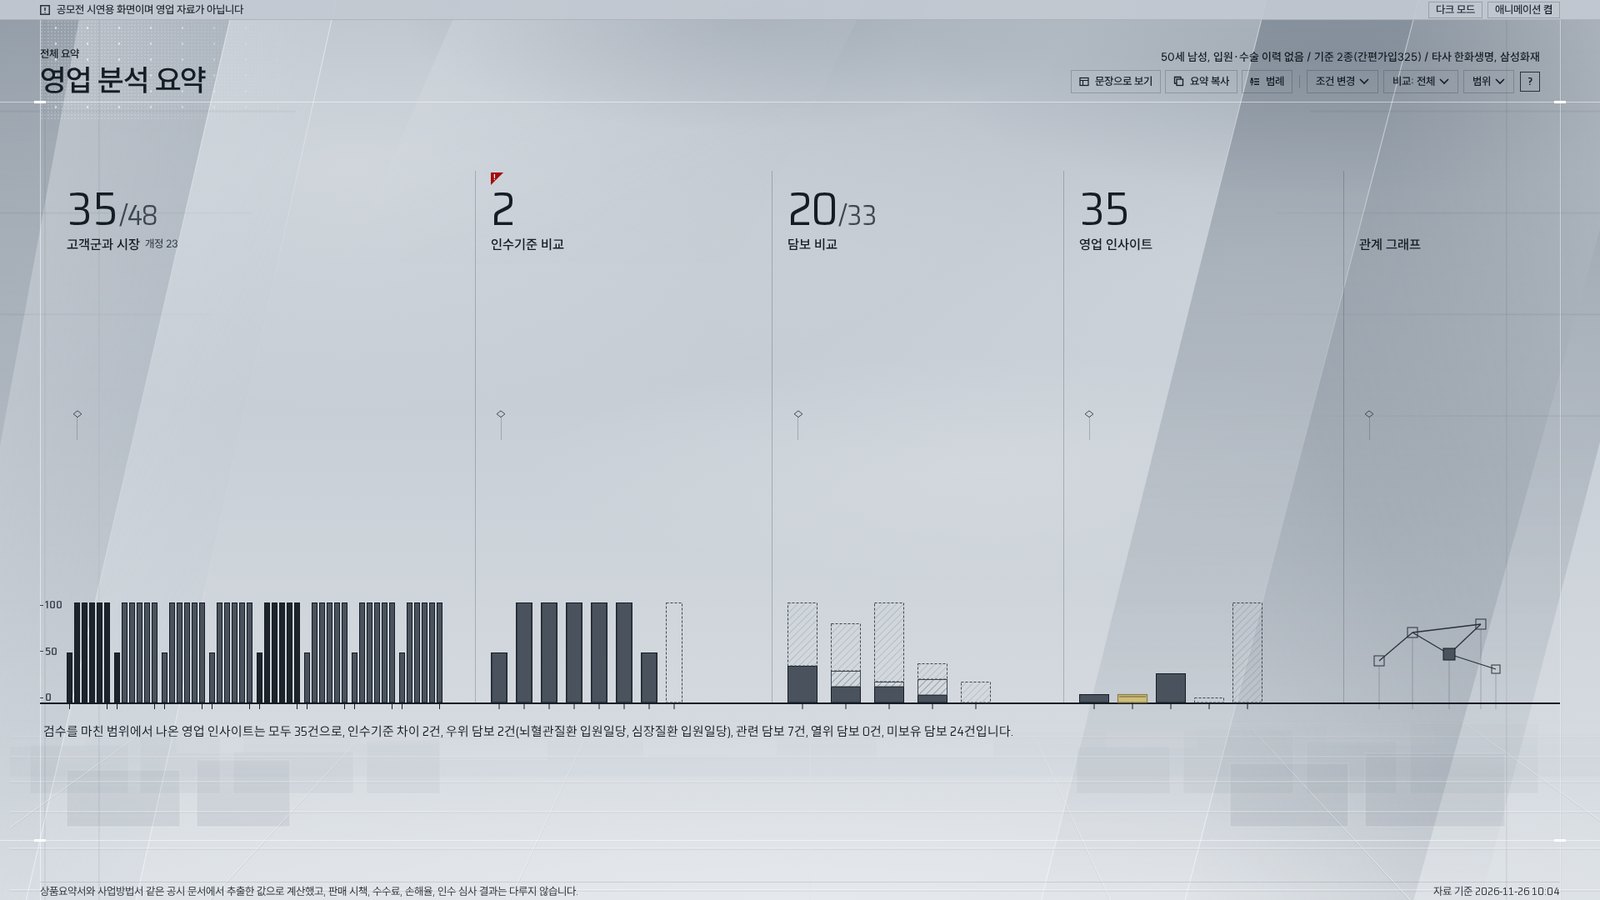 공모전 시연용 화면이며 영업 자료가 아닙니다
다크 모드
애니메이션 켬
전체 요약
영업 분석 요약
50세 남성, 입원·수술 이력 없음 / 기준 2종(간편가입325) / 타사 한화생명, 삼성화재
문장으로 보기
요약 복사
범례
조건 변경
비교: 전체
범위
?
35/48
고객군과 시장 개정 23
2
인수기준 비교
20/33
담보 비교
35
영업 인사이트
관계 그래프
100
50
0
검수를 마친 범위에서 나온 영업 인사이트는 모두 35건으로, 인수기준 차이 2건, 우위 담보 2건(뇌혈관질환 입원일당, 심장질환 입원일당), 관련 담보 7건, 열위 담보 0건, 미보유 담보 24건입니다.
상품요약서와 사업방법서 같은 공시 문서에서 추출한 값으로 계산했고, 판매 시책, 수수료, 손해율, 인수 심사 결과는 다루지 않습니다.
자료 기준 2026-11-26 10:04